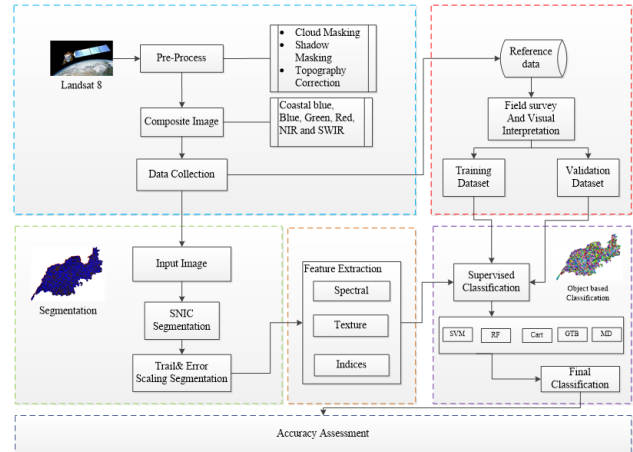 Landsat 8
Pre-Process
• Cloud Masking
• Shadow
Masking
• Topography
Correction
Composite Image
Coastal blue,
Blue, Green, Red,
NIR and SWIR
Data Collection
Reference
data
Field survey
And Visual
Interpretation
Training
Dataset
Validation
Dataset
Segmentation
Input Image
SNIC
Segmentation
Trail& Error
Scaling Segmentation
Feature Extraction
Spectral
Texture
Indices
Supervised
Classification
Object based
Classification
SVM
RF
Cart
GTB
MD
Final
Classification
Accuracy Assessment